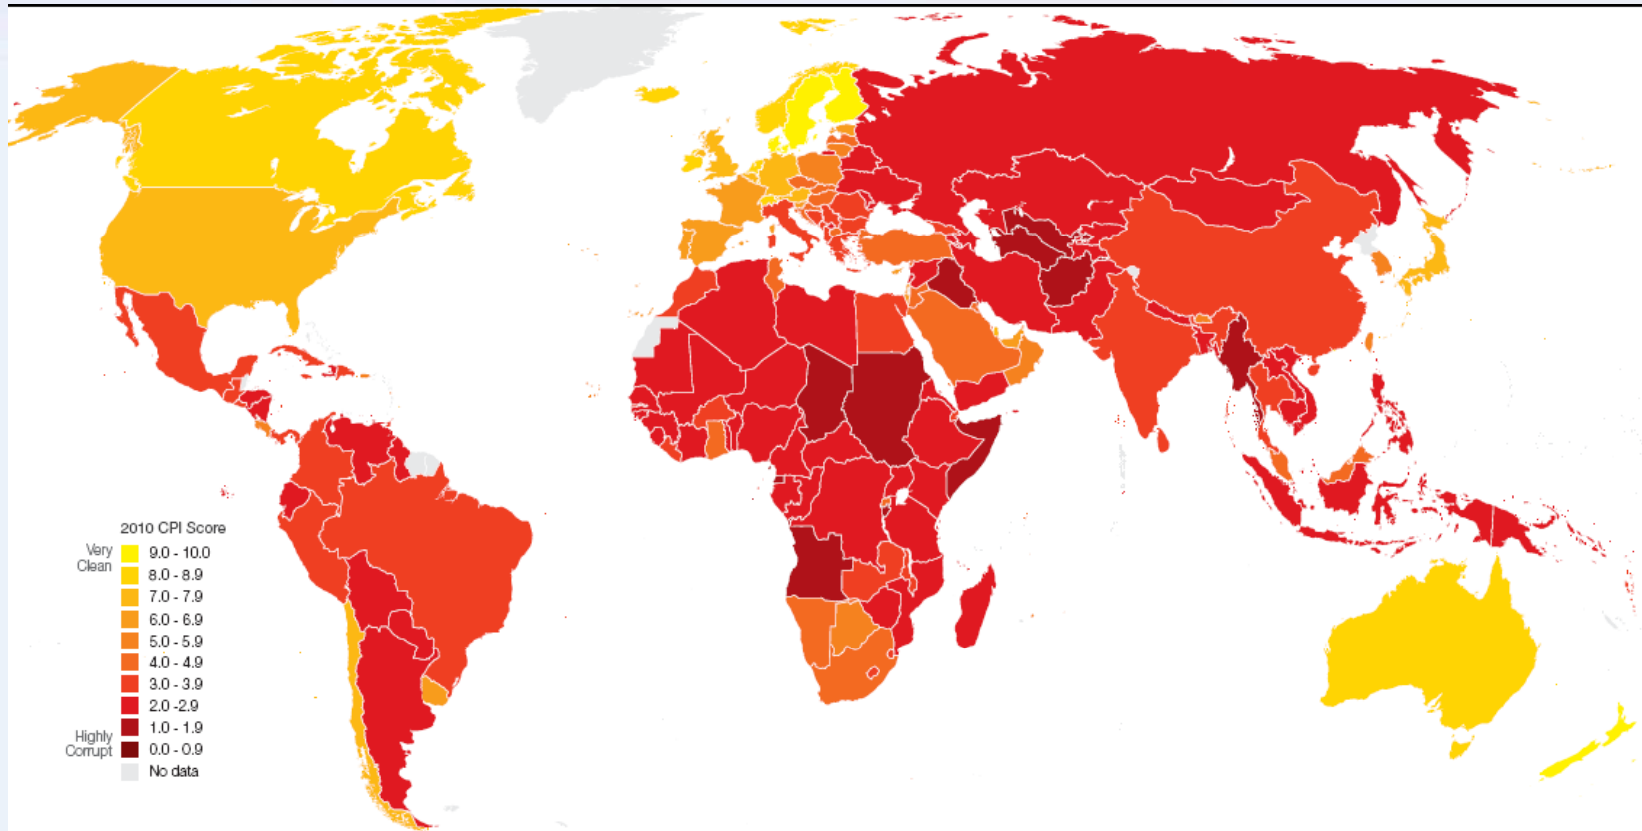 2010 CPI Score
Very
Clean
9.0 - 10.0
8.0 - 8.9
7.0 - 7.9
6.0 - 6.9
5.0 - 5.9
4.0 - 4.9
3.0 - 3.9
2.0 -2.9
1.0 - 1.9
Highly
Corrupt
0.0 - 0.9
No data